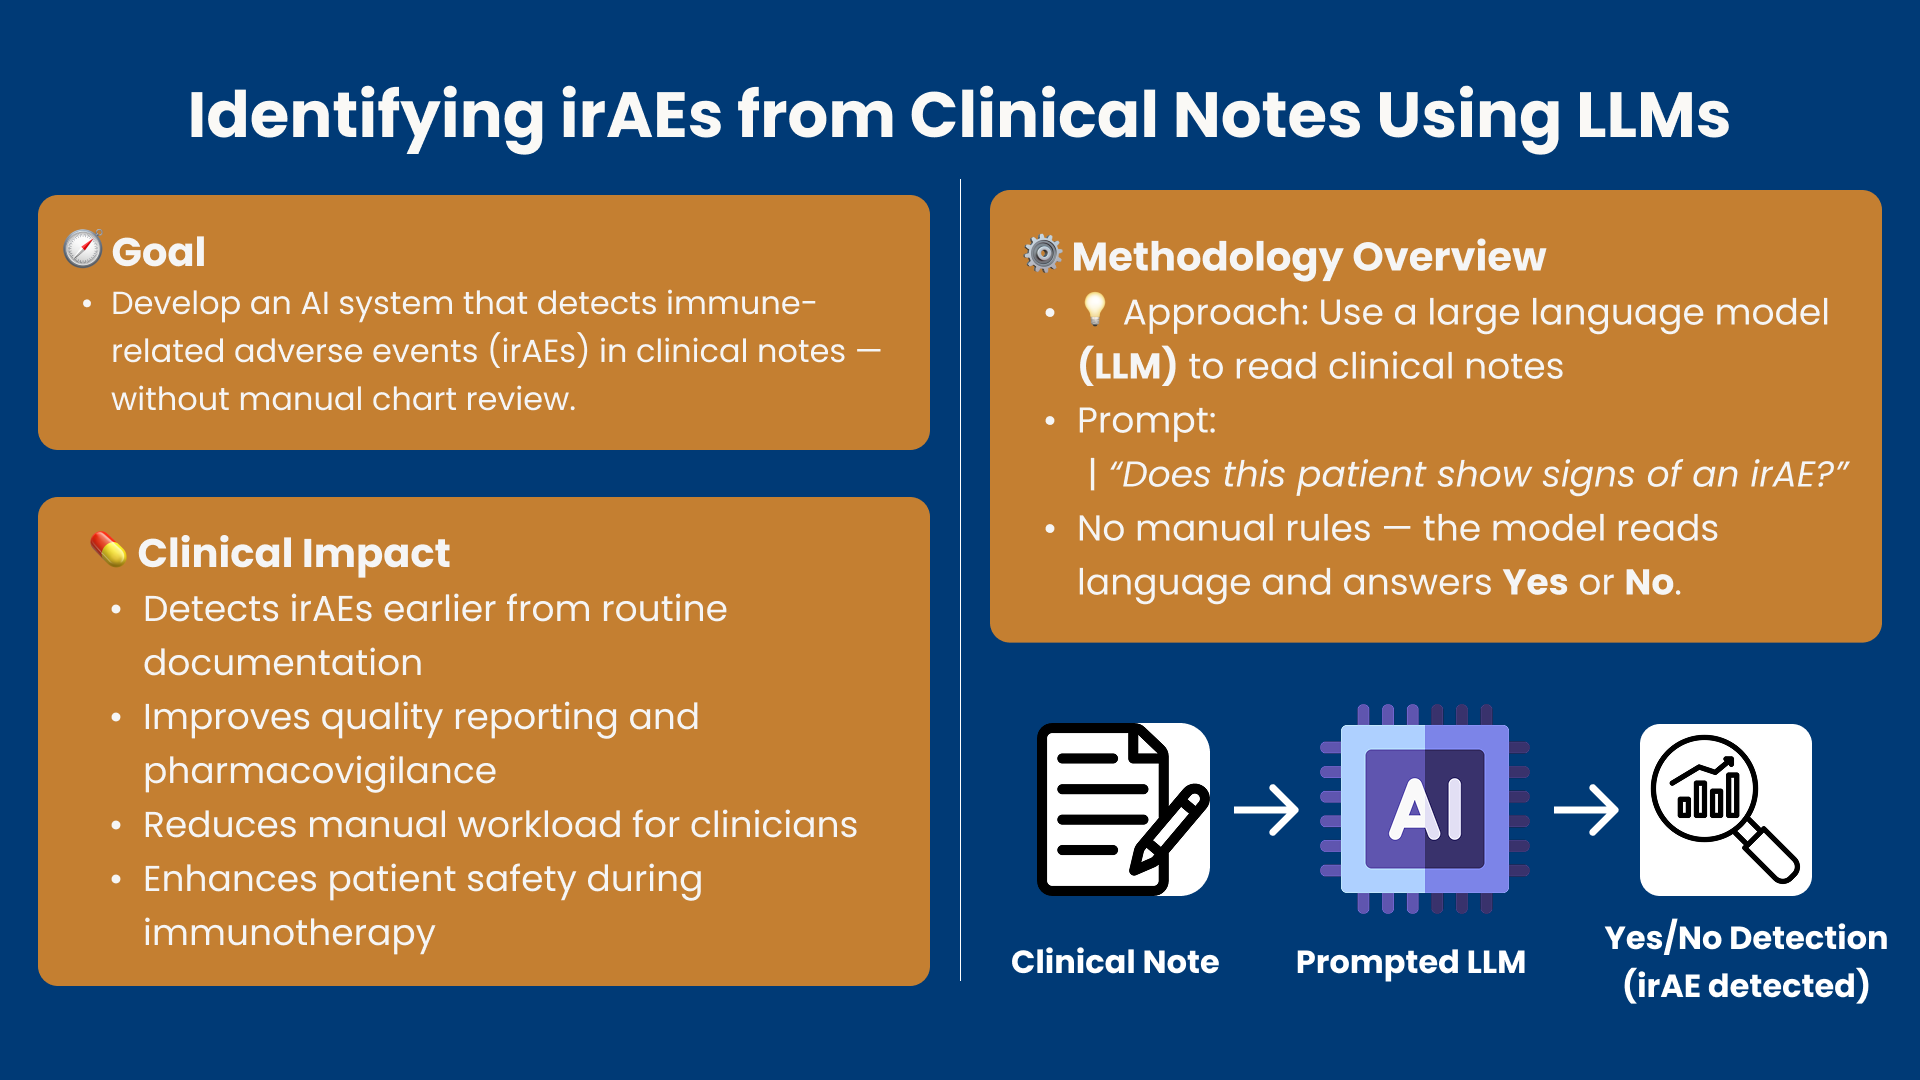 Identifying irAEs from Clinical Notes Using LLMs
Goal
• Develop an AI system that detects immune-
related adverse events (irAEs) in clinical notes —
without manual chart review.
Clinical Impact
• Detects irAEs earlier from routine
documentation
• Improves quality reporting and
pharmacovigilance
• Reduces manual workload for clinicians
• Enhances patient safety during
immunotherapy
Methodology Overview
• 💡 Approach: Use a large language model
(LLM) to read clinical notes
• Prompt:
| “Does this patient show signs of an irAE?”
• No manual rules — the model reads
language and answers Yes or No.
AI
Clinical Note
Prompted LLM
Yes/No Detection
(irAE detected)